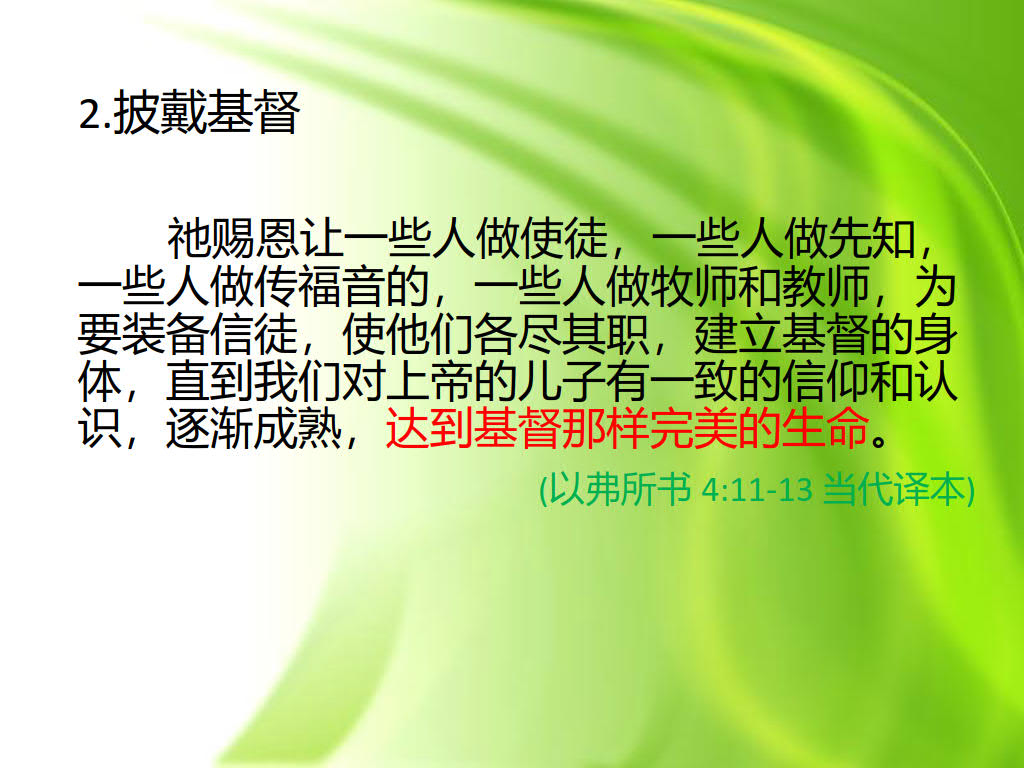 2.披戴基督
祂赐恩让一些人做使徒，一些人做先知，
一些人做传福音的，一些人做牧师和教师，为
要装备信徒，使他们各尽其职，建立基督的身
体，直到我们对上帝的儿子有一致的信仰和认
识，逐渐成熟，达到基督那样完美的生命。
(以弗所书 4:11-13 当代译本)